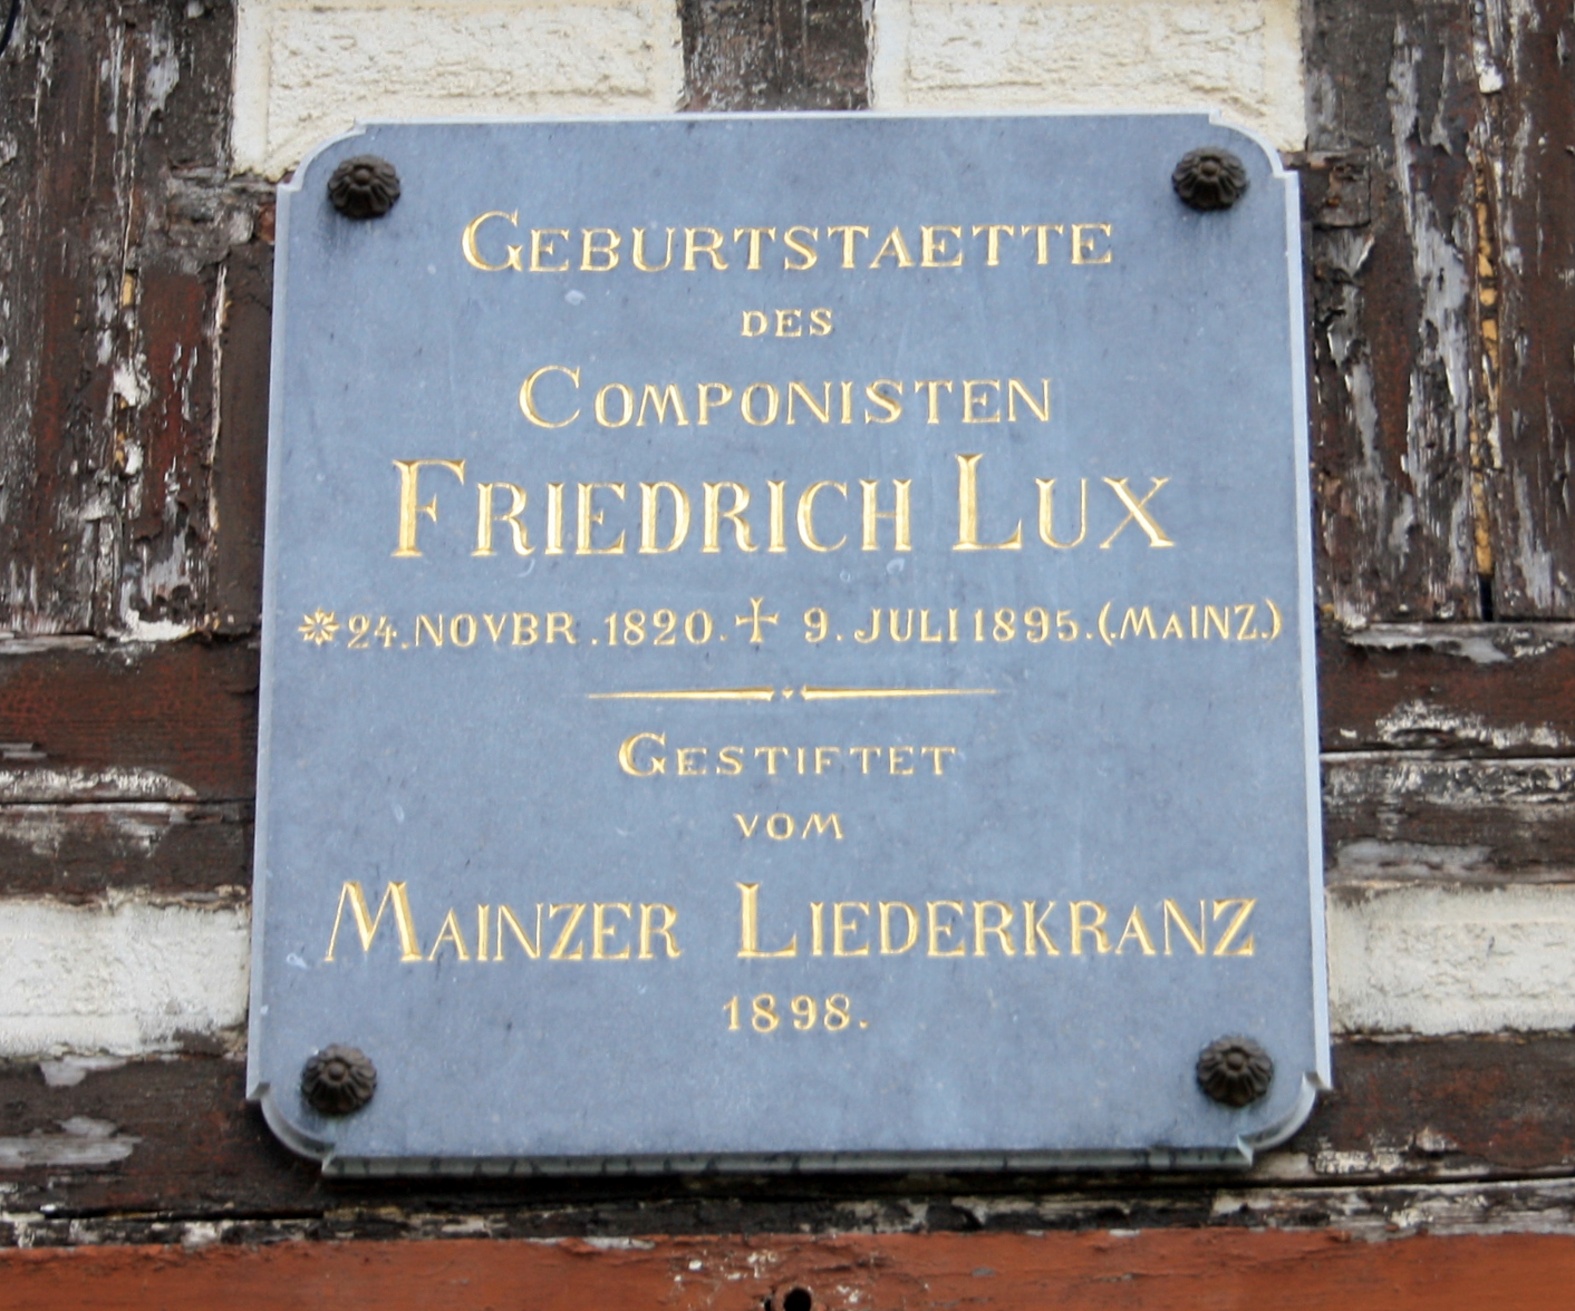 GEBURTSTAETTE
DES
COMPONISTEN
FRIEDRICH LUX
✻ 24. NOVBR. 1820. ✝ 9. JULI 1895. (MAINZ.)
GESTIFTET
VOM
MAINZER LIEDERKRANZ
1898.